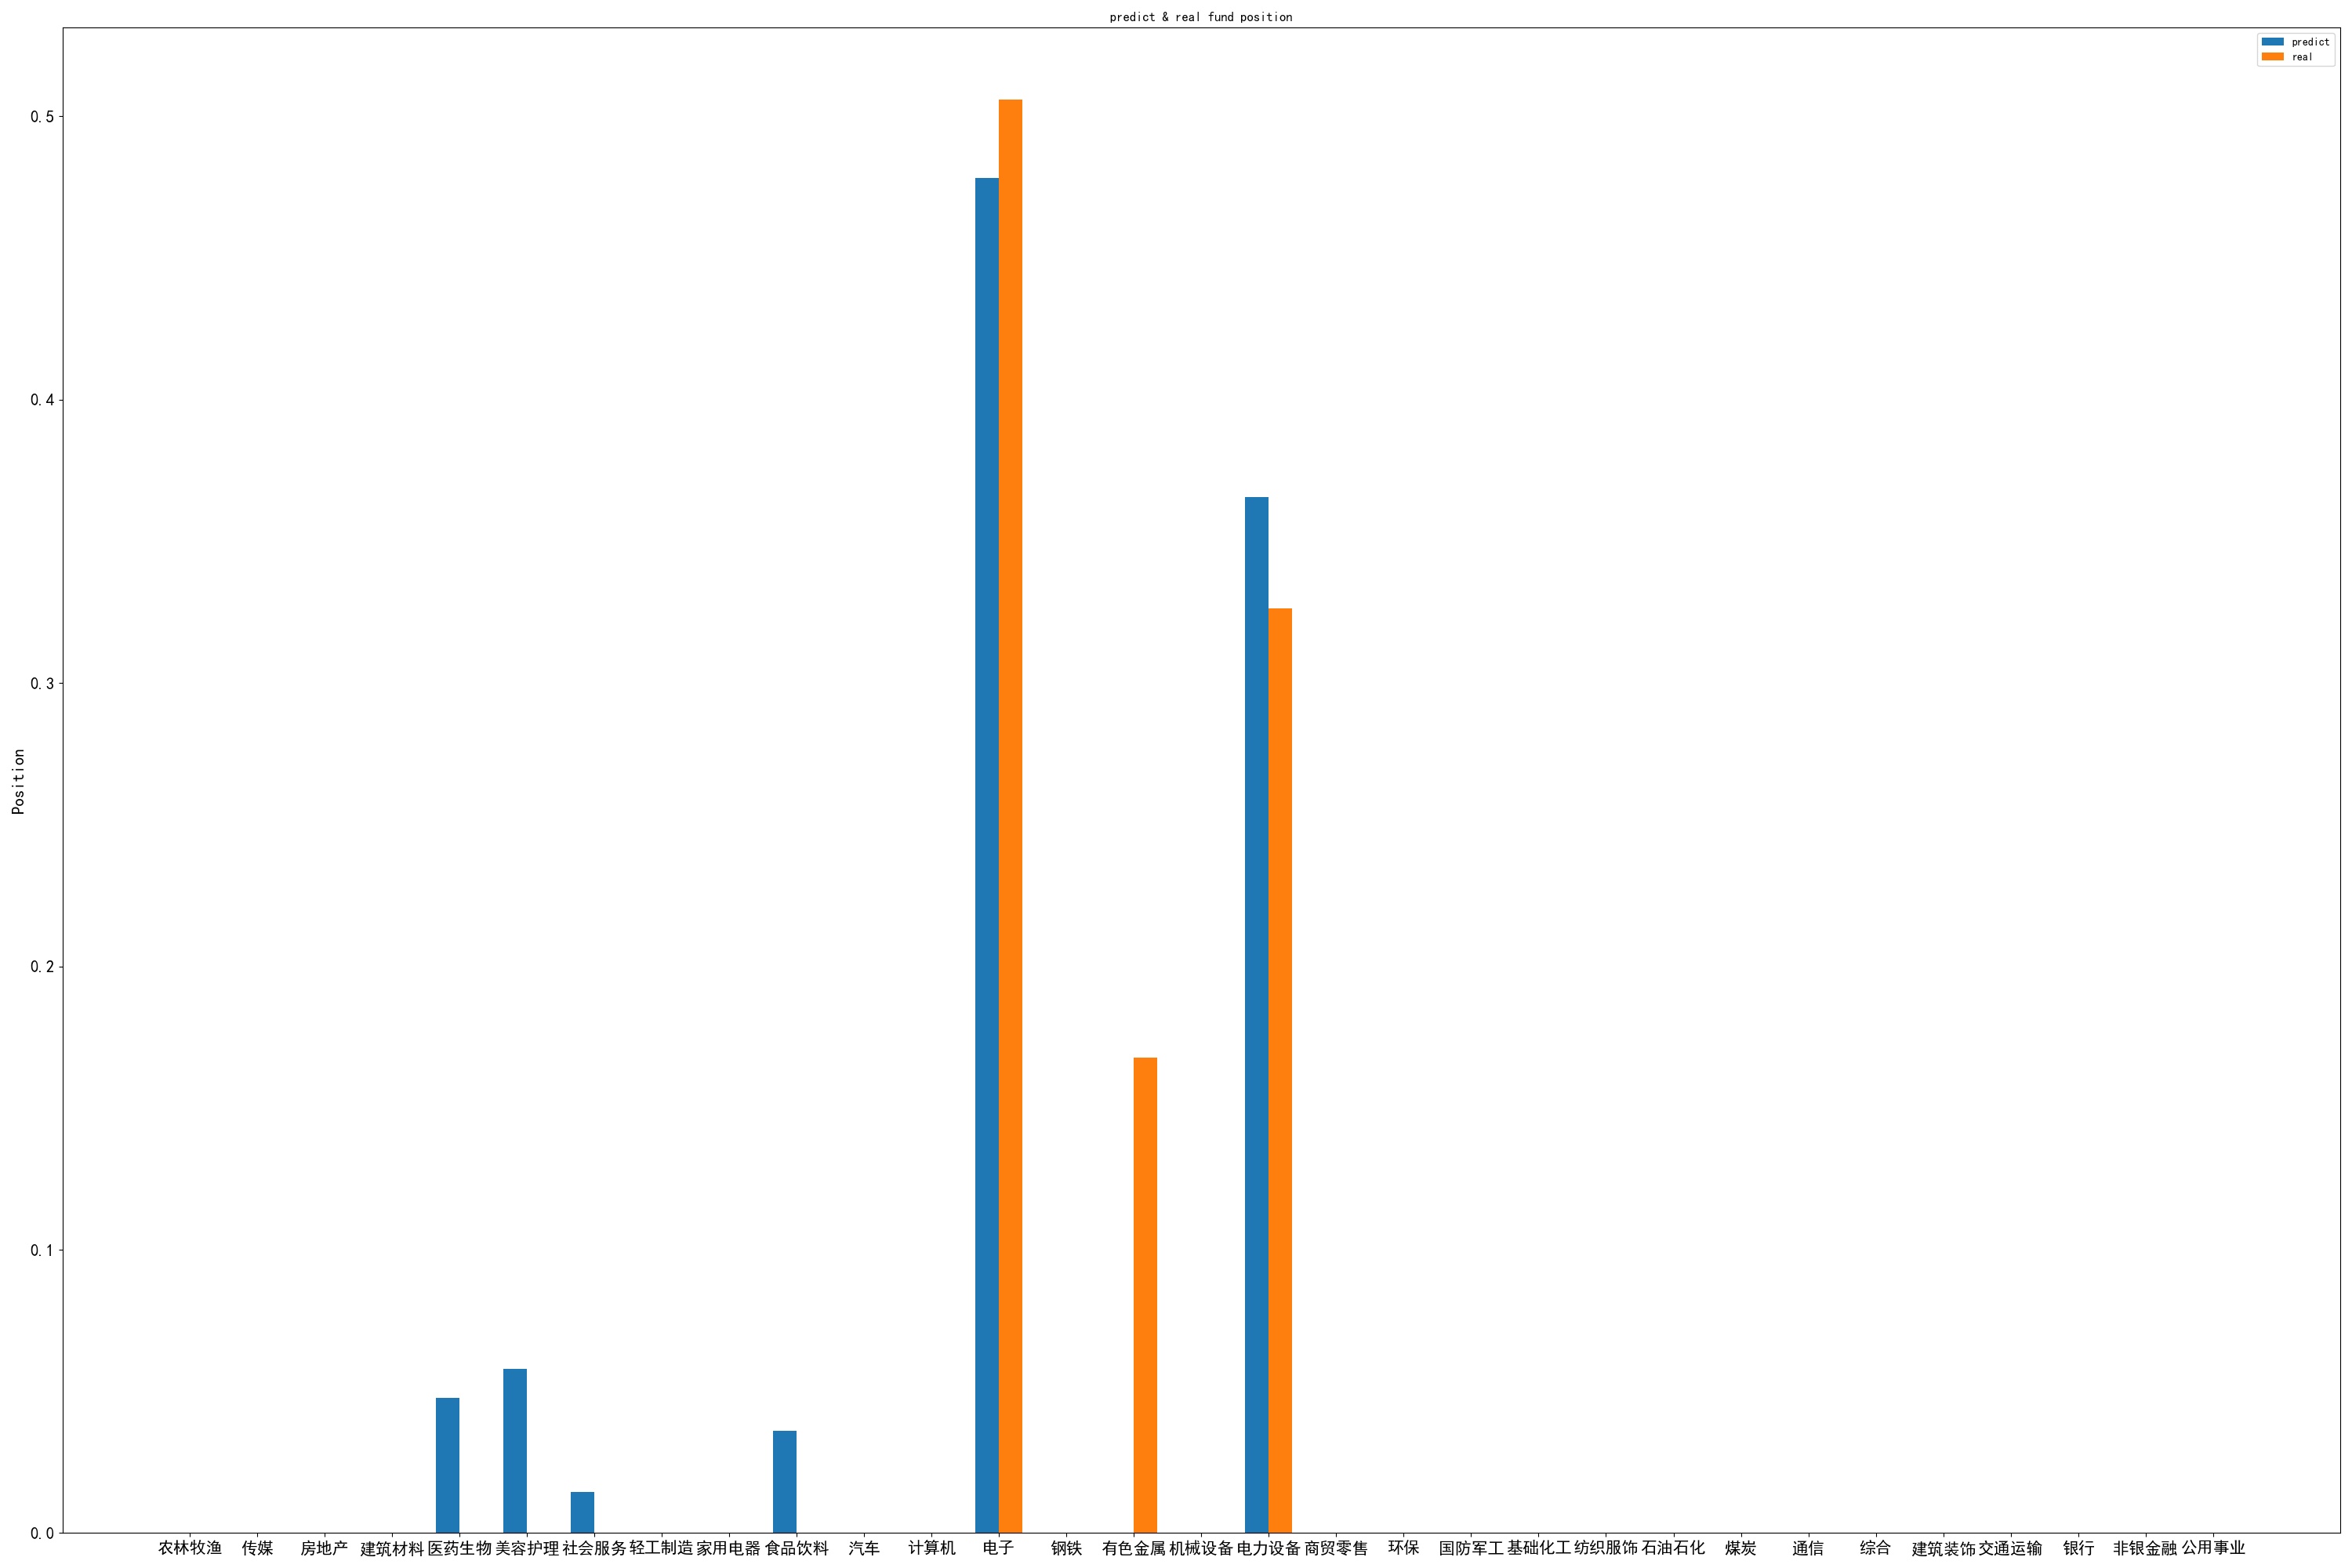 predict & real fund position
predict
real
0.5
0.4
0.3
0.2
0.1
0.0
Position
农林牧渔 传媒 房地产 建筑材料 医药生物 美容护理 社会服务 轻工制造 家用电器 食品饮料 汽车 计算机 电子 钢铁 有色金属 机械设备 电力设备 商贸零售 环保 国防军工 基础化工 纺织服饰 石油石化 煤炭 通信 综合 建筑装饰 交通运输 银行 非银金融 公用事业